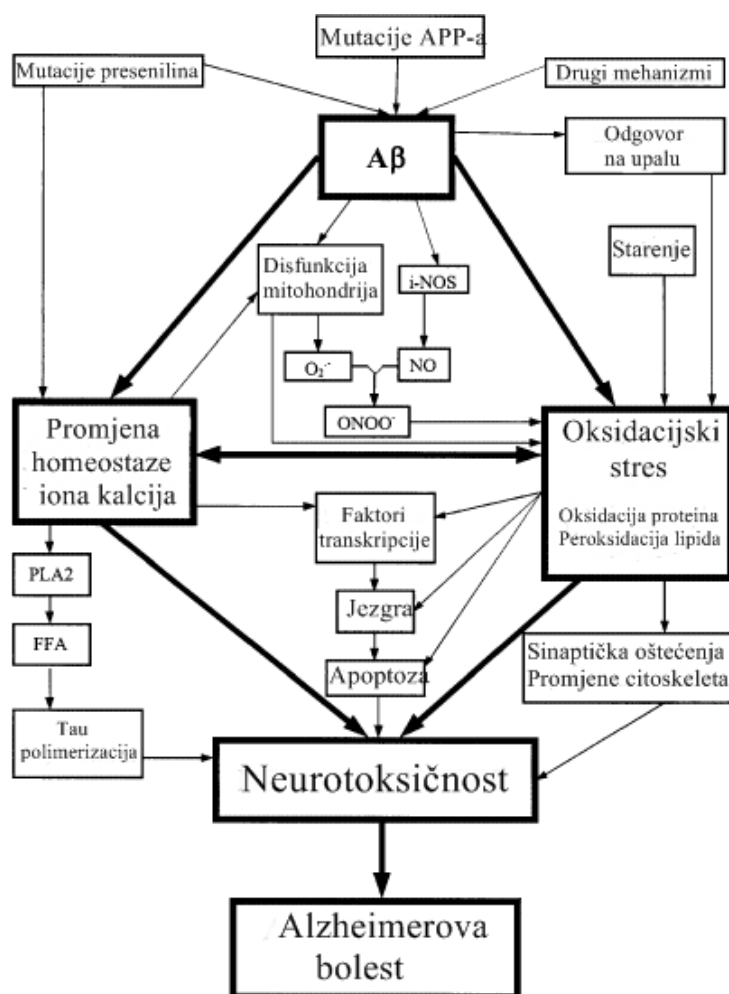 Mutacije APP-a
Mutacije presenilina
Drugi mehanizmi
Aβ
Odgovor
na upalu
Starenje
Disfunkcija
mitohondrija
i-NOS
O₂·-
NO
ONOO-
Promjena
homeostaze
iona kalcija
Oksidacijski
stres
Oksidacija proteina
Peroksidacija lipida
Faktori
transkripcije
PLA2
Jezgra
FFA
Apoptoza
Sinaptička oštećenja
Promjene citoskeleta
Tau
polimerizacija
Neurotoksičnost
Alzheimerova
bolest